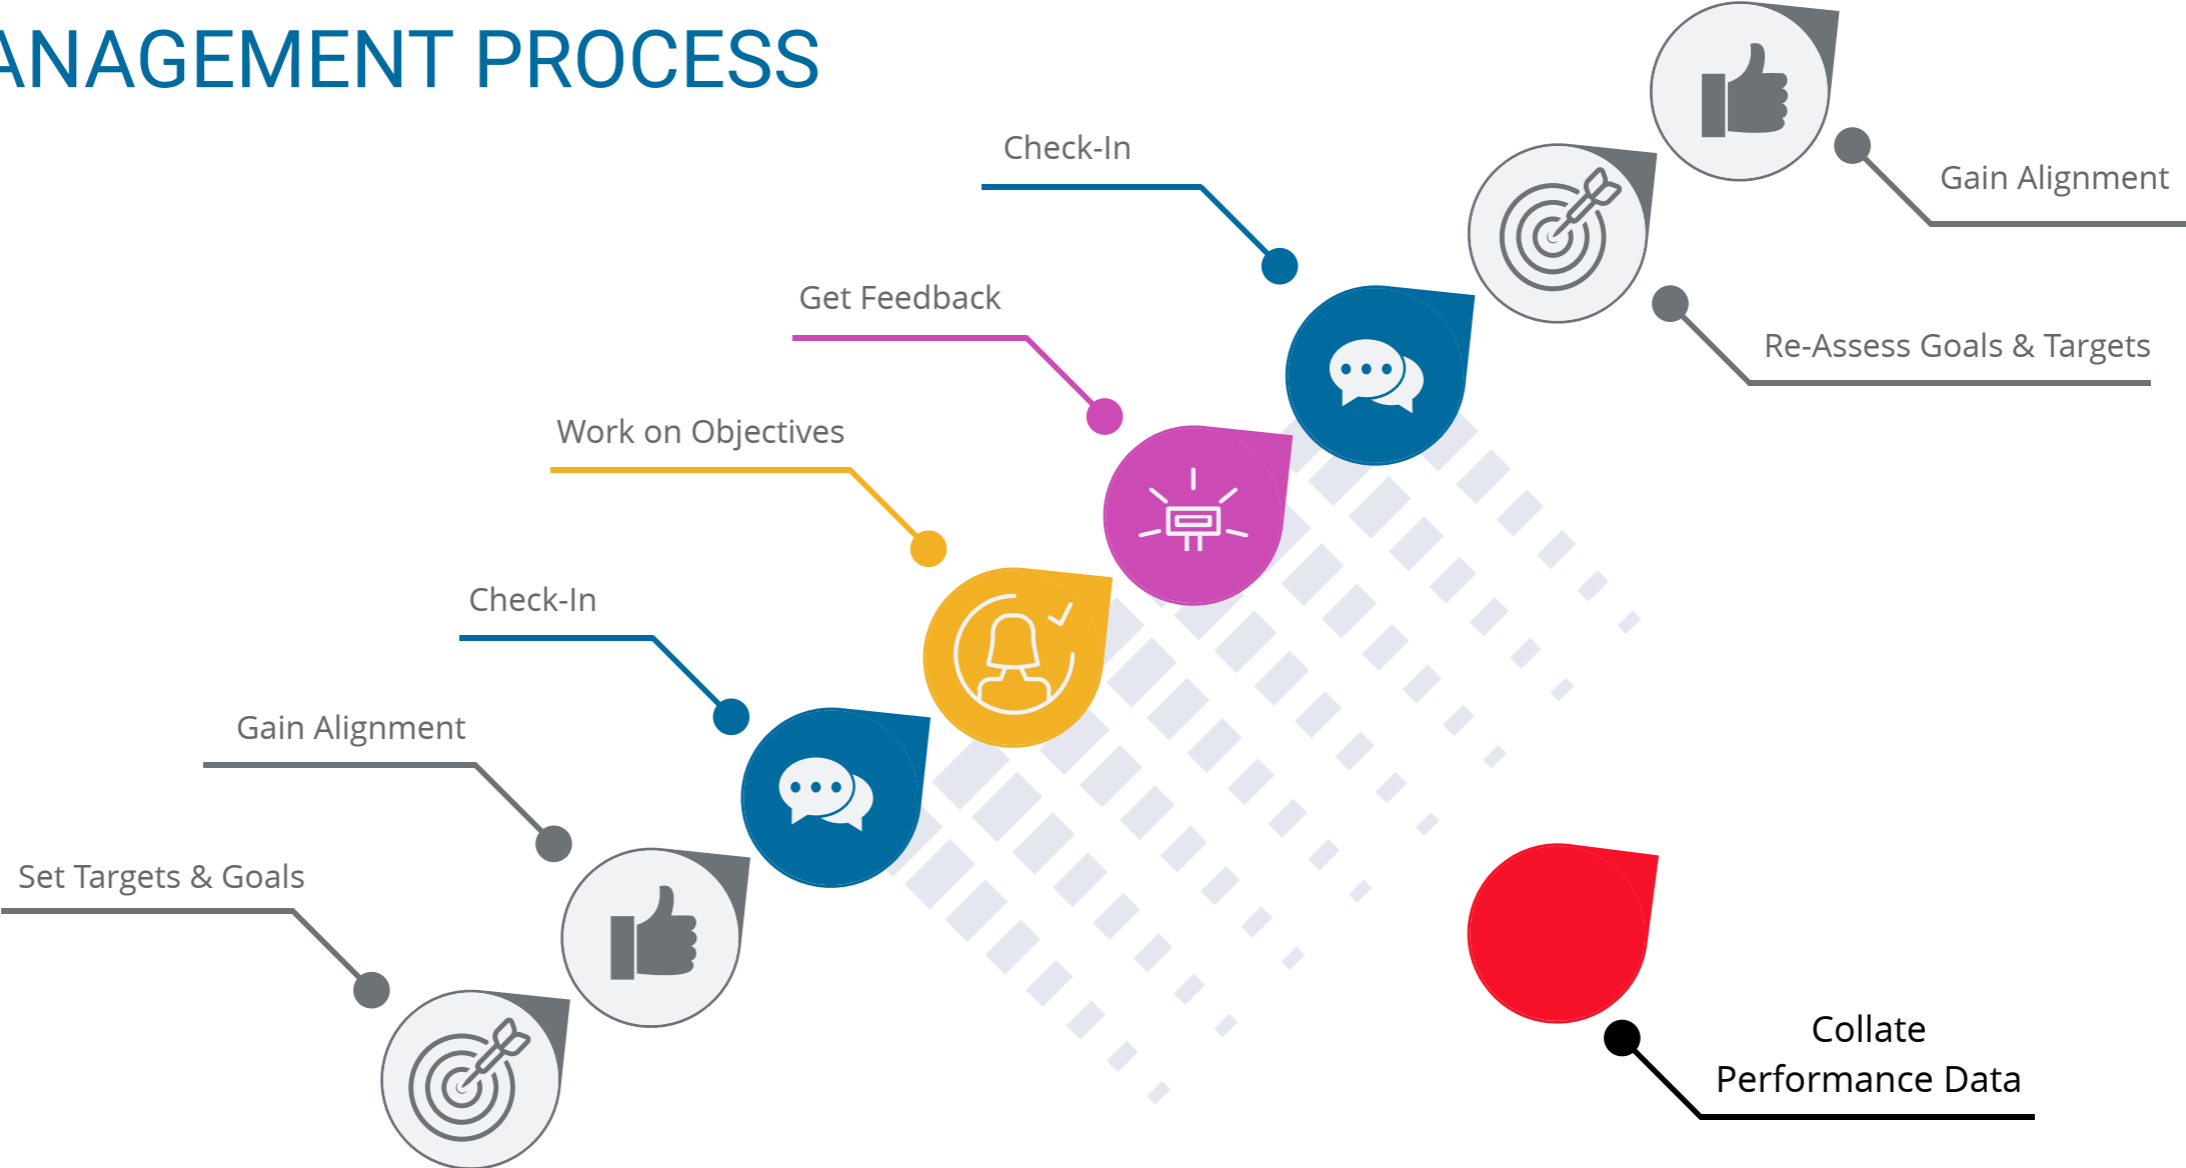 ANAGEMENT PROCESS
Check-In
Gain Alignment
Get Feedback
Re-Assess Goals & Targets
Work on Objectives
Check-In
Gain Alignment
Set Targets & Goals
Collate
Performance Data